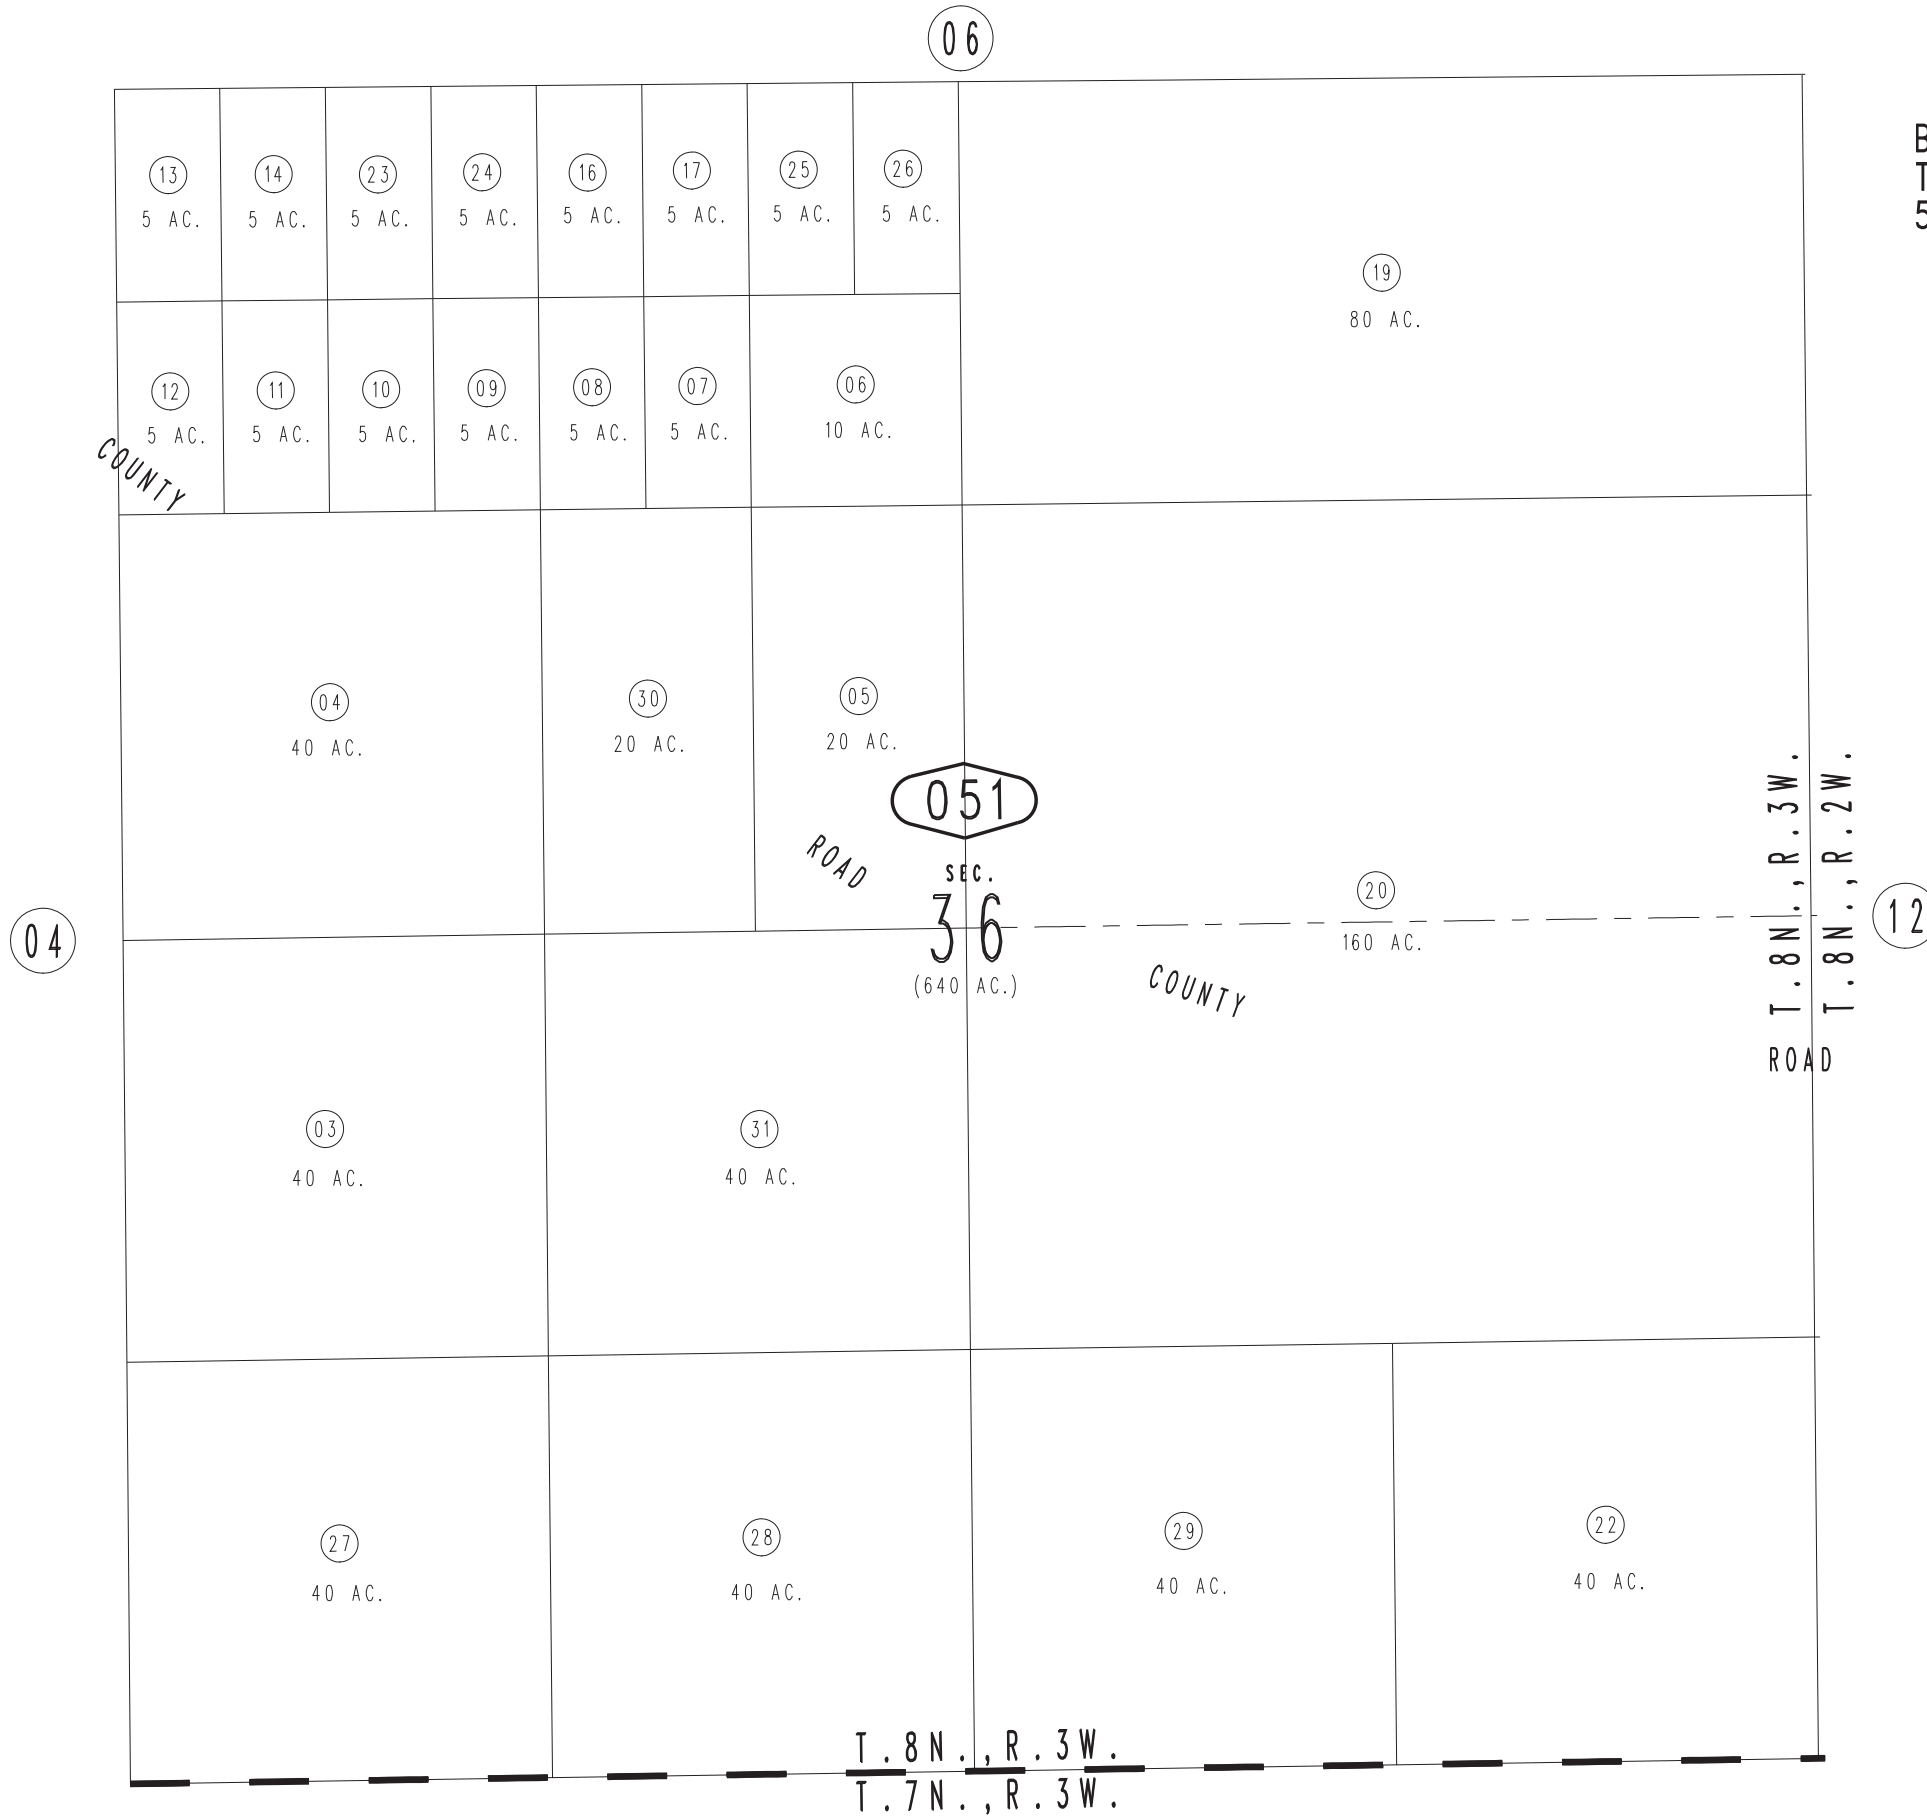 06
B
T
5
13
14
23
24
16
17
25
26
5 AC.
5 AC.
5 AC.
5 AC.
5 AC.
5 AC.
5 AC.
5 AC.
19
80 AC.
12
11
10
09
08
07
06
5 AC.
5 AC.
5 AC.
5 AC.
5 AC.
5 AC.
10 AC.
COUNTY
04
40 AC.
30
20 AC.
05
20 AC.
051
ROAD
SEC.
36
(640 AC.)
20
160 AC.
COUNTY
T.8N.,R.3W.
T.8N.,R.2W.
ROAD
04
12
03
40 AC.
31
40 AC.
27
40 AC.
28
40 AC.
29
40 AC.
22
40 AC.
T.8N.,R.3W.
T.7N.,R.3W.